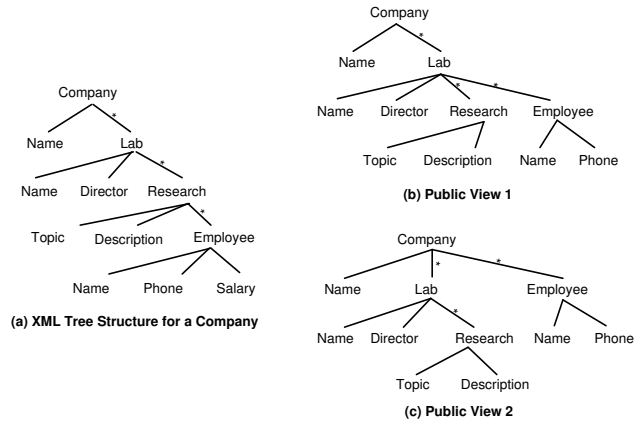 Company
*
Name Lab
*
Name Director Research
*
Topic Description Employee
Name Phone Salary
(a) XML Tree Structure for a Company
Company
*
Name Lab
* *
Name Director Research Employee
Topic Description Name Phone
(b) Public View 1
Company
* *
Name Lab Employee
*
Name Director Research Name Phone
Topic Description
(c) Public View 2